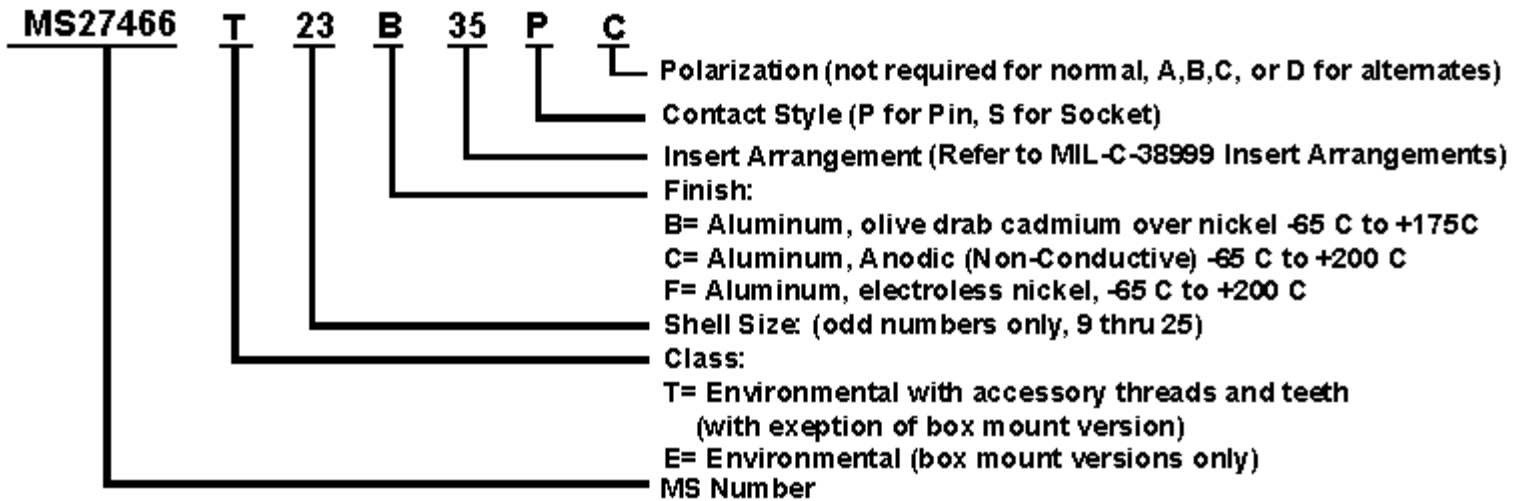 MS27466 T 23 B 35 P C
Polarization (not required for normal, A,B,C, or D for alternates)
Contact Style (P for Pin, S for Socket)
Insert Arrangement (Refer to MIL-C-38999 Insert Arrangements)
Finish:
B= Aluminum, olive drab cadmium over nickel -65 C to +175C
C= Aluminum, Anodic (Non-Conductive) -65 C to +200 C
F= Aluminum, electroless nickel, -65 C to +200 C
Shell Size: (odd numbers only, 9 thru 25)
Class:
T= Environmental with accessory threads and teeth
(with exeption of box mount version)
E= Environmental (box mount versions only)
MS Number